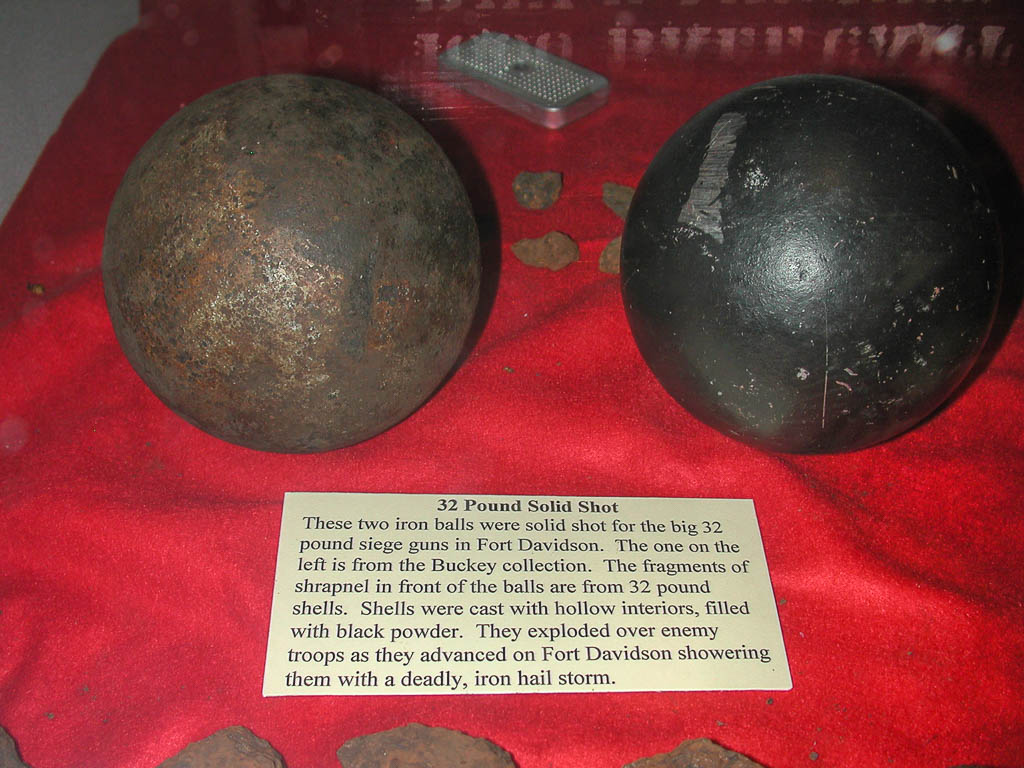 32 Pound Solid Shot
These two iron balls were solid shot for the big 32
pound siege guns in Fort Davidson. The one on the
left is from the Buckey collection. The fragments of
shrapnel in front of the balls are from 32 pound
shells. Shells were cast with hollow interiors, filled
with black powder. They exploded over enemy
troops as they advanced on Fort Davidson showering
them with a deadly, iron hail storm.